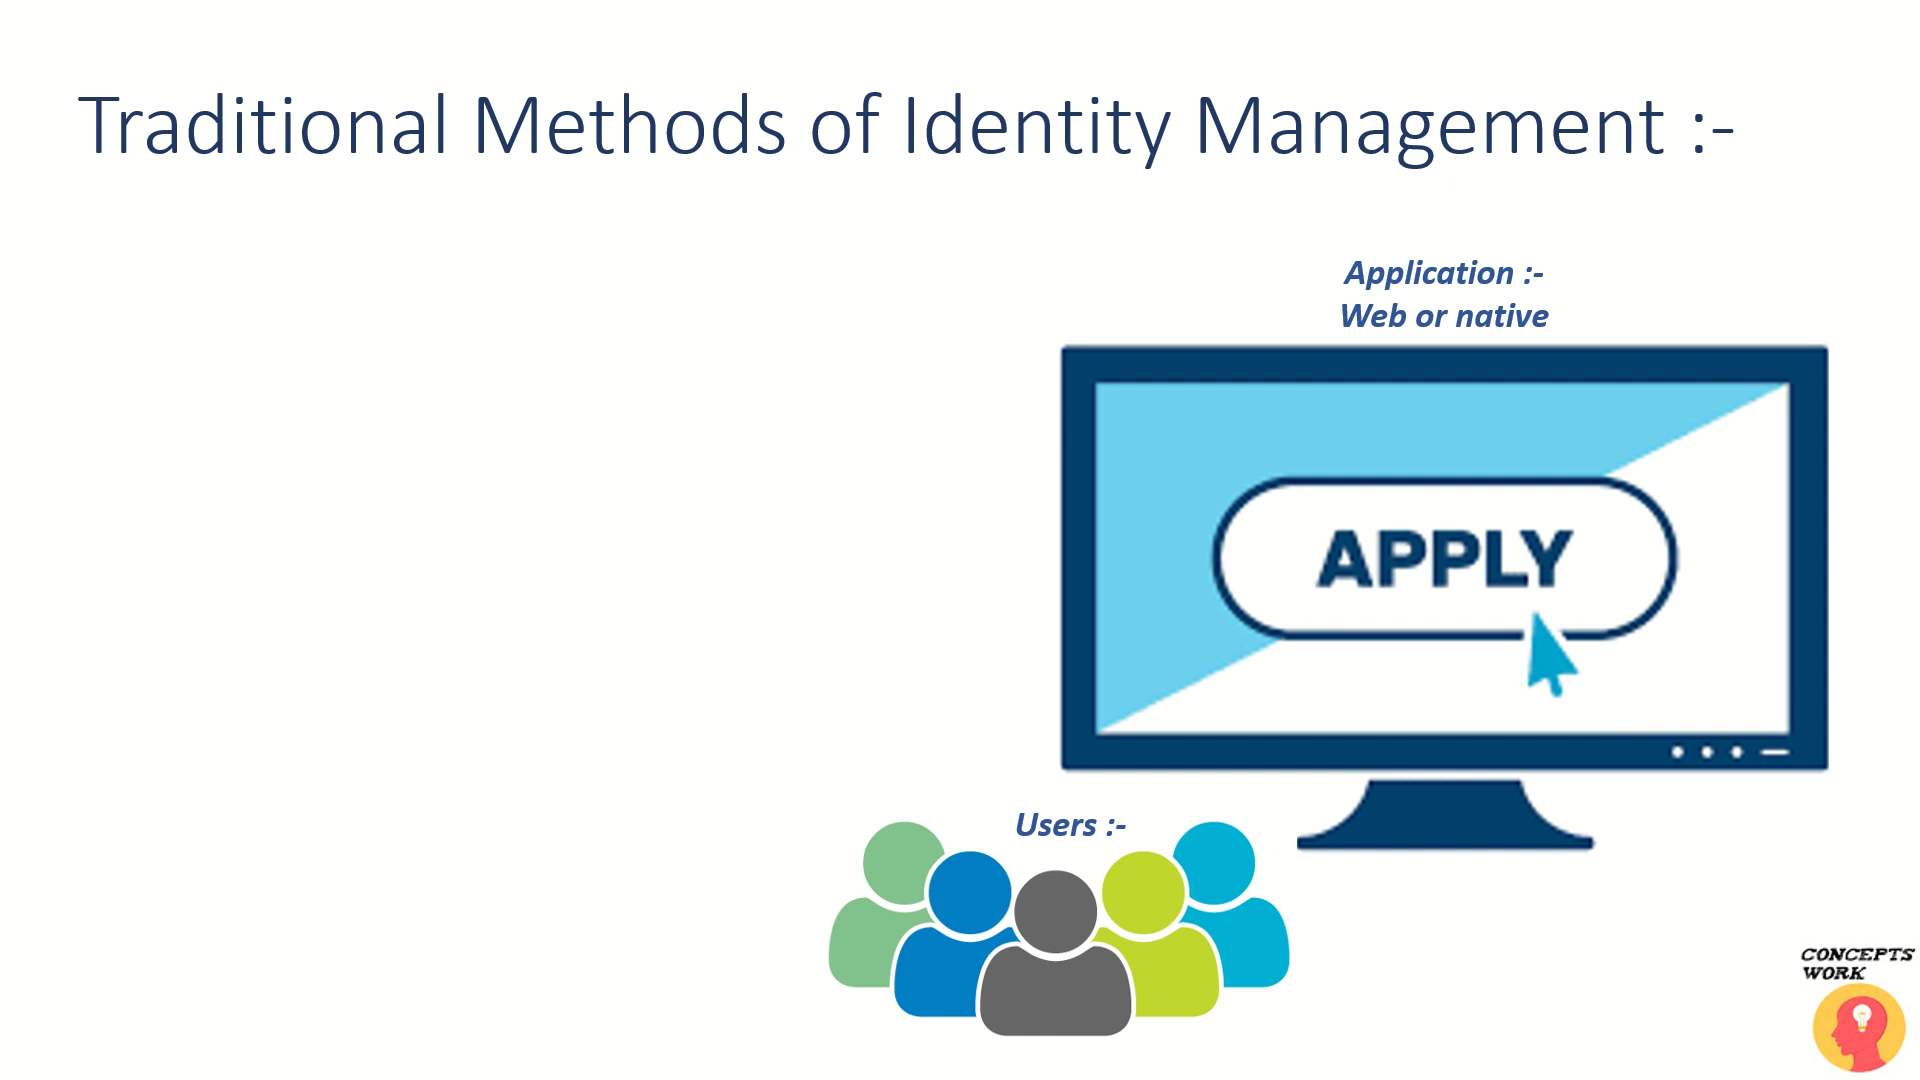 Traditional Methods of Identity Management :-
Application :-
Web or native
APPLY
Users :-
CONCEPTS
WORK